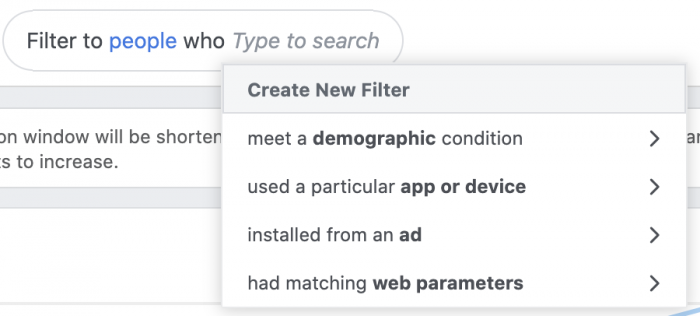 Filter to people who Type to search
Create New Filter
on window will be shorten
meet a demographic condition
ts to increase.
used a particular app or device
installed from an ad
had matching web parameters